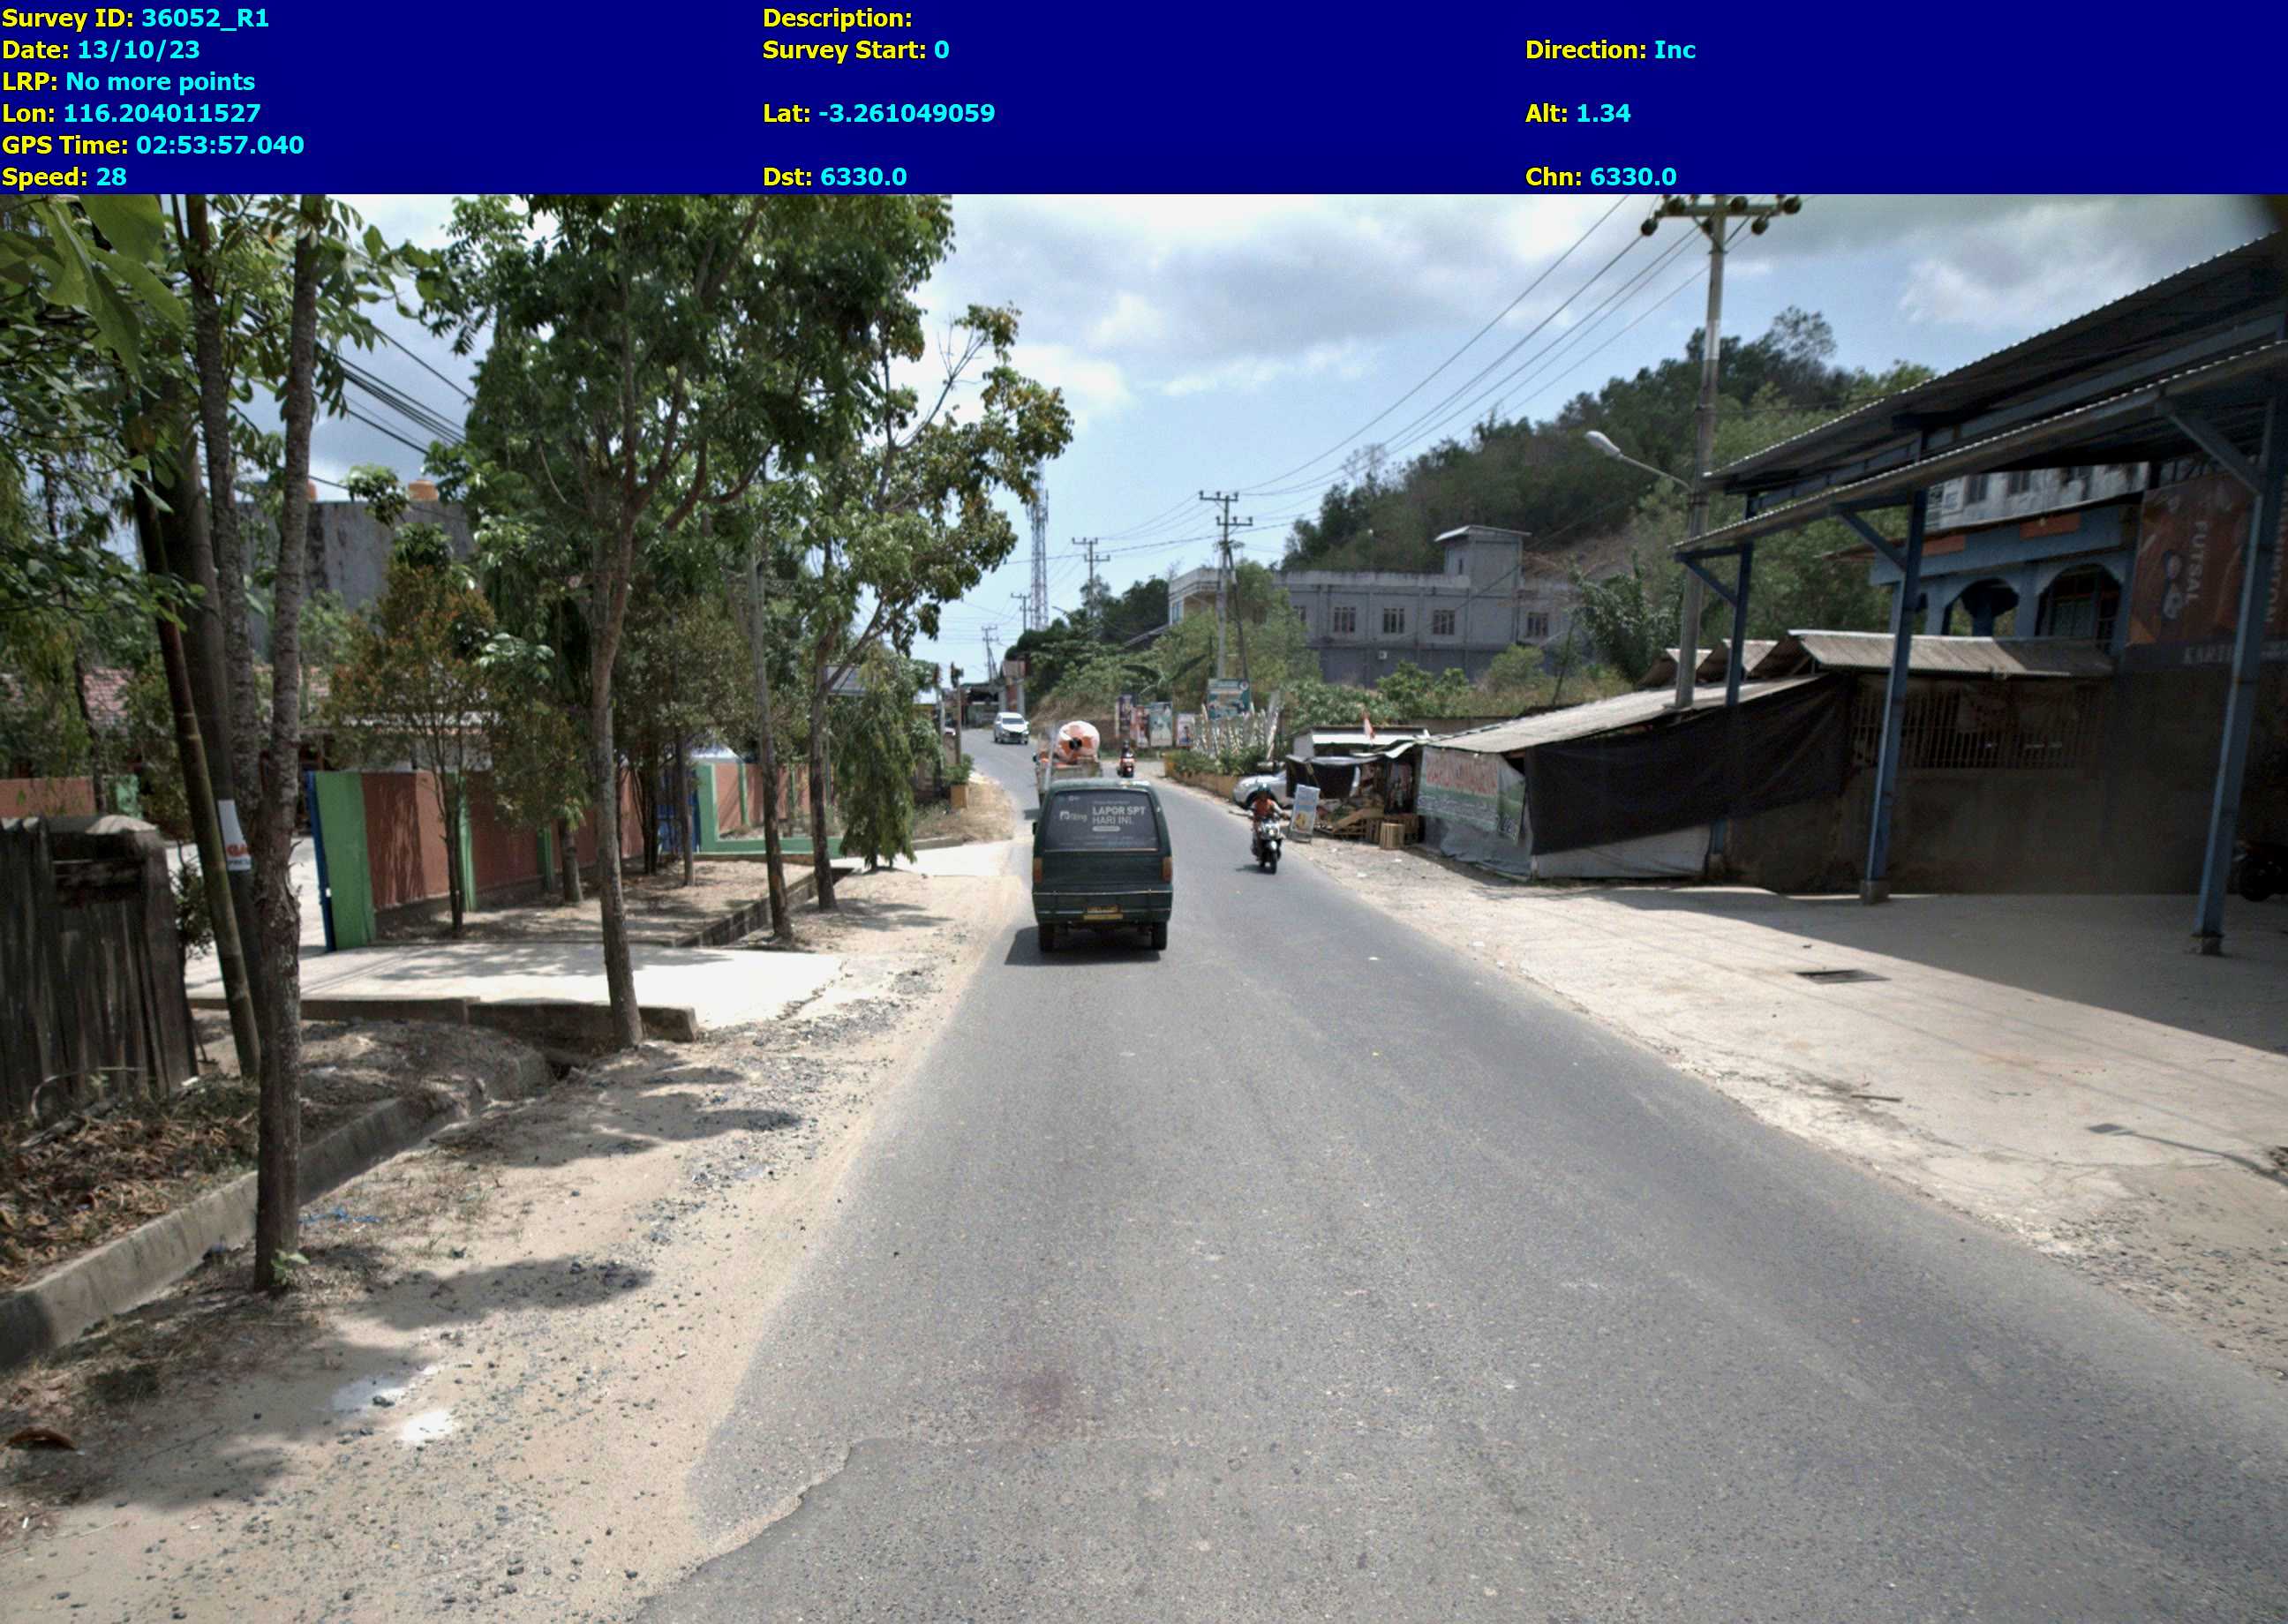 Survey ID: 36052_R1
Description:
Date: 13/10/23
Survey Start: 0
Direction: Inc
LRP: No more points
Lon: 116.204011527
Lat: -3.261049059
Alt: 1.34
GPS Time: 02:53:57.040
Speed: 28
Dst: 6330.0
Chn: 6330.0
LAPOR SPT
HARI INI.
FUTSAL